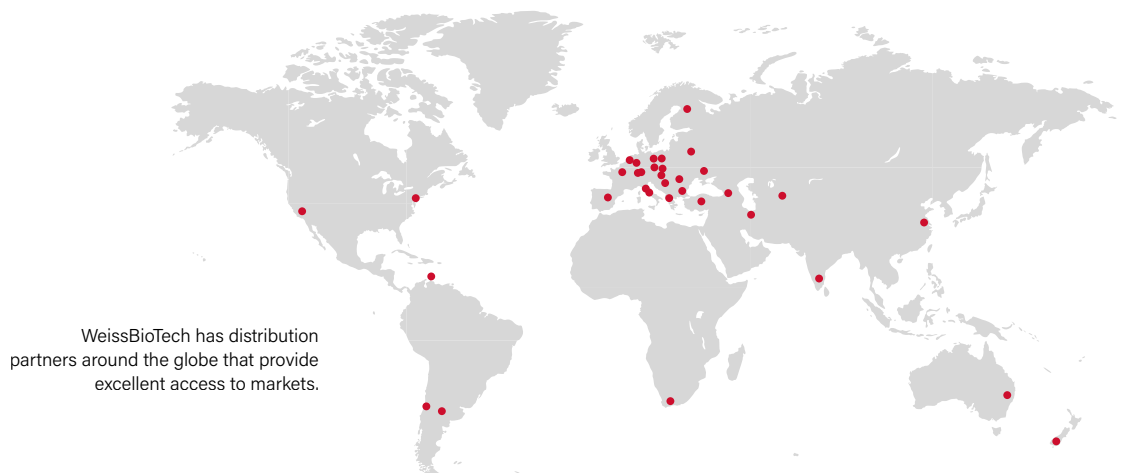 WeissBioTech has distribution
partners around the globe that provide
excellent access to markets.